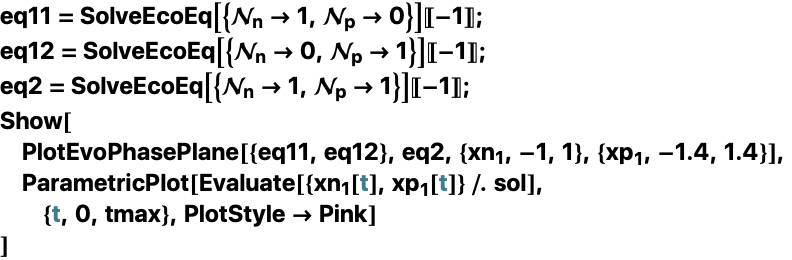 eq11 = SolveEcoEq[{𝒩ₙ → 1, 𝒩ₚ → 0}]⟦−1⟧;
eq12 = SolveEcoEq[{𝒩ₙ → 0, 𝒩ₚ → 1}]⟦−1⟧;
eq2 = SolveEcoEq[{𝒩ₙ → 1, 𝒩ₚ → 1}]⟦−1⟧;
Show[
PlotEvoPhasePlane[{eq11, eq12}, eq2, {xn₁, −1, 1}, {xp₁, −1.4, 1.4}],
ParametricPlot[Evaluate[{xn₁[t], xp₁[t]} /. sol],
{t, 0, tmax}, PlotStyle → Pink]
]